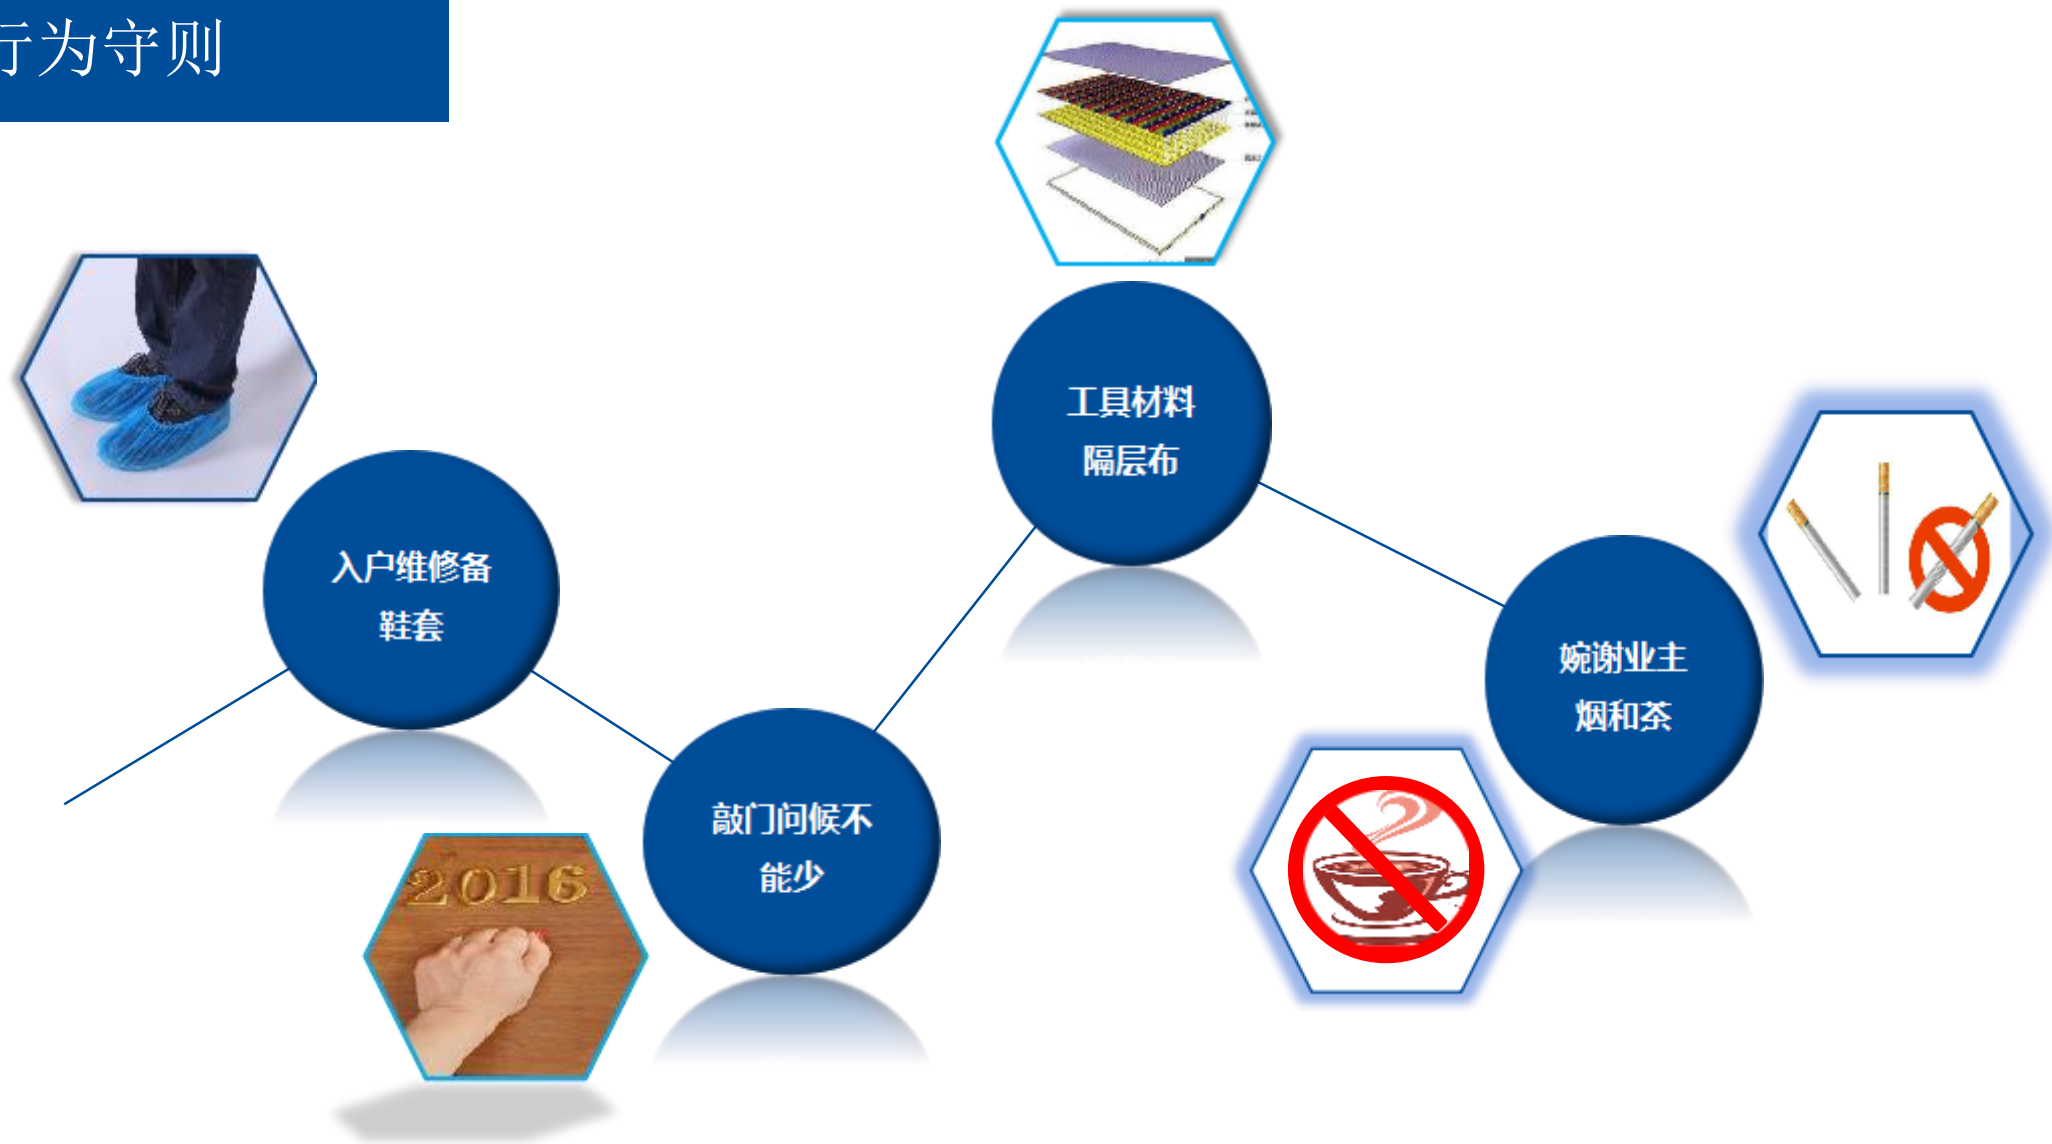 行为守则
入户维修备
鞋套
2016
敲门问候不
能少
工具材料
隔层布
婉谢业主
烟和茶